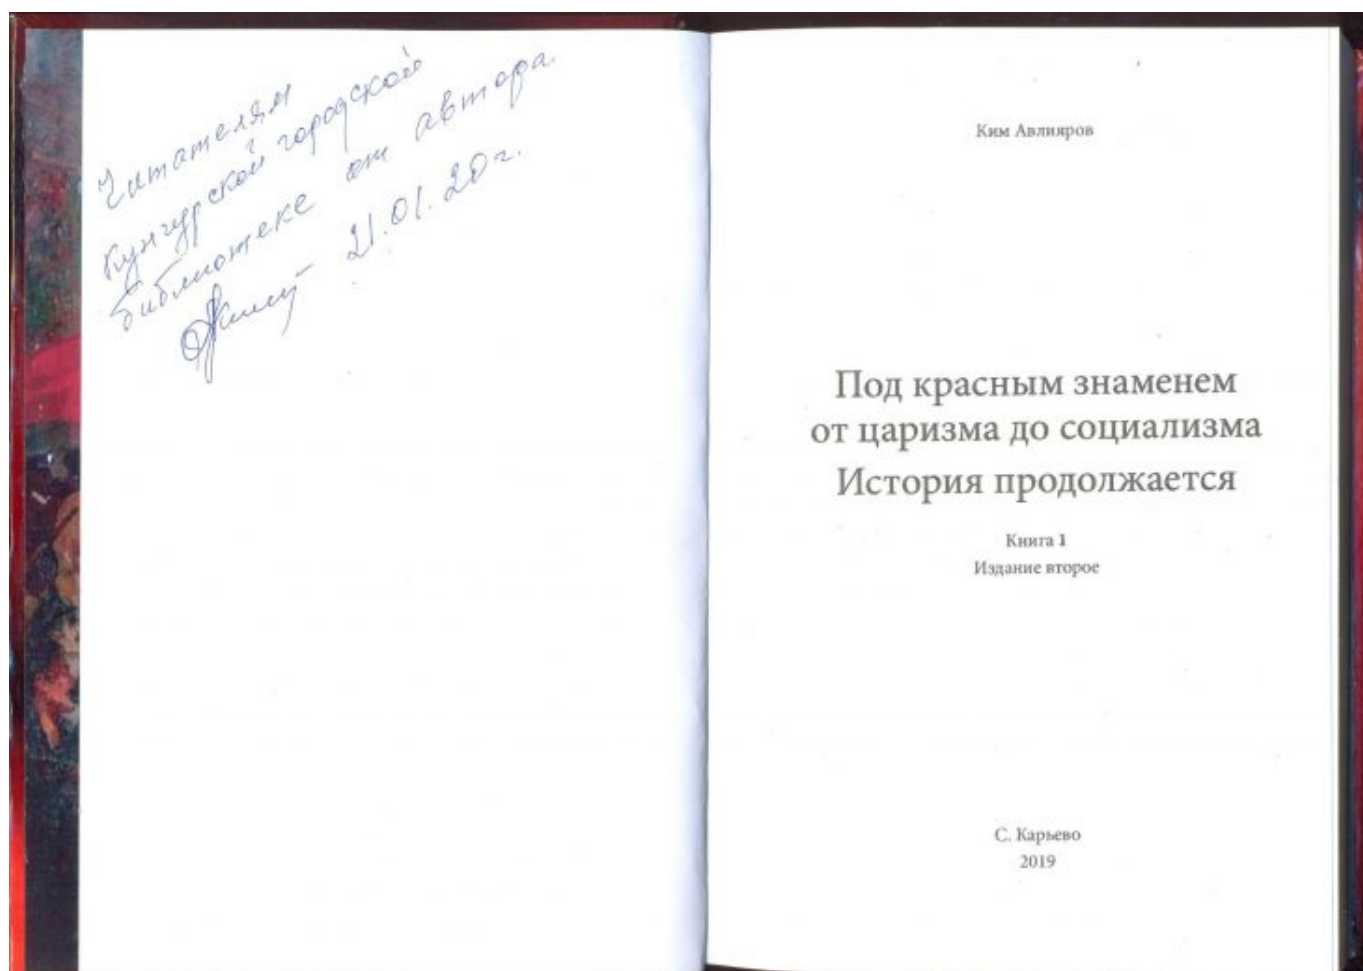 Читателям
Кунгурской городской
библиотеке от автора
21.01.20г.
Ким Авлияров
Под красным знаменем
от царизма до социализма
История продолжается
Книга 1
Издание второе
С. Карьево
2019